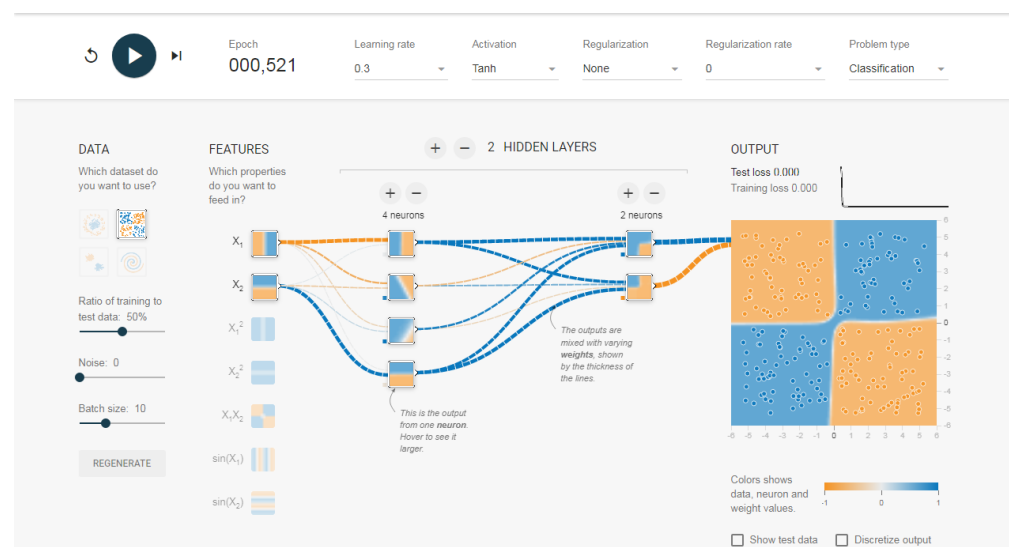 Epoch
000,521
Learning rate
0.3
Activation
Tanh
Regularization
None
Regularization rate
0
Problem type
Classification
DATA
Which dataset do
you want to use?
Ratio of training to
test data: 50%
Noise: 0
Batch size: 10
REGENERATE
FEATURES
Which properties
do you want to
feed in?
X₁
X₂
X₁²
X₂²
X₁X₂
sin(X₁)
sin(X₂)
+ − 2 HIDDEN LAYERS
+ −
4 neurons
+ −
2 neurons
The outputs are
mixed with varying
weights, shown
by the thickness of
the lines.
This is the output
from one neuron.
Hover to see it
larger.
OUTPUT
Test loss 0.000
Training loss 0.000
6
5
4
3
2
1
0
-1
-2
-3
-4
-5
-6
-6 -5 -4 -3 -2 -1 0 1 2 3 4 5 6
Colors shows
data, neuron and
weight values.
-1 0 1
Show test data
Discretize output